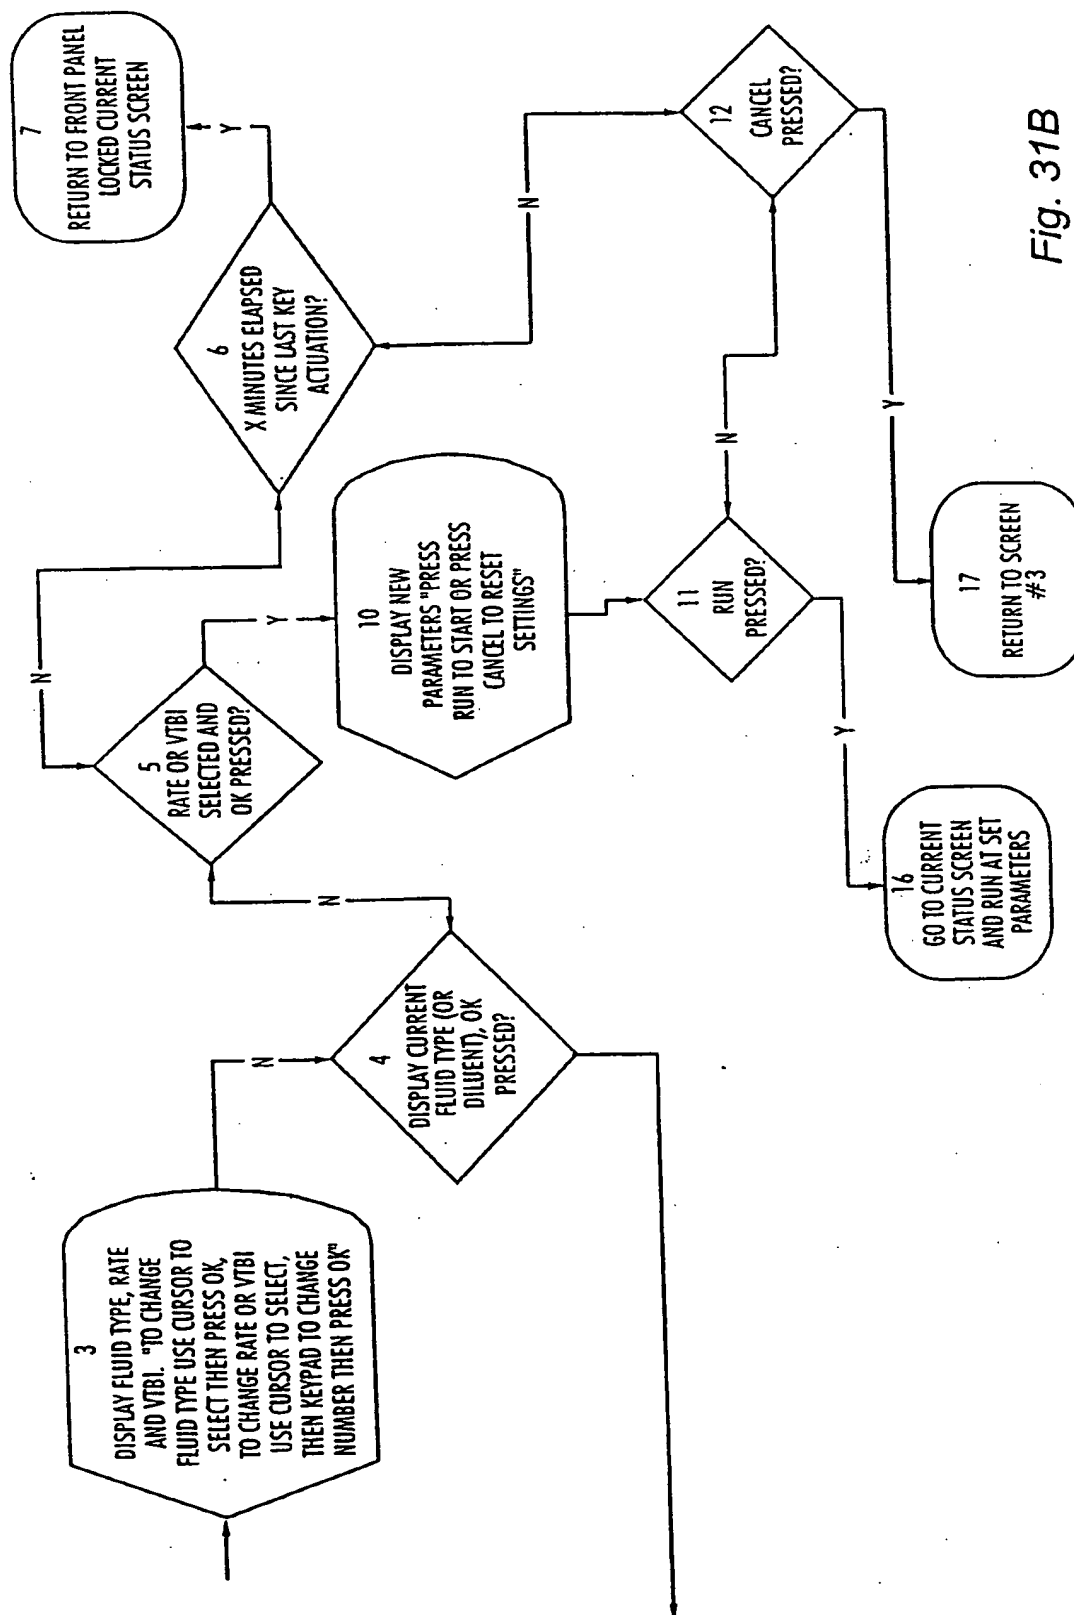 3
DISPLAY FLUID TYPE, RATE
AND VTBI. "TO CHANGE
FLUID TYPE USE CURSOR TO
SELECT THEN PRESS OK,
TO CHANGE RATE OR VTBI
USE CURSOR TO SELECT,
THEN KEYPAD TO CHANGE
NUMBER THEN PRESS OK"
N
4
DISPLAY CURRENT
FLUID TYPE (OR
DILUENT), OK
PRESSED?
N
5
RATE OR VTBI
SELECTED AND
OK PRESSED?
N
Y
6
X MINUTES ELAPSED
SINCE LAST KEY
ACTUATION?
Y
7
RETURN TO FRONT PANEL
LOCKED CURRENT
STATUS SCREEN
N
10
DISPLAY NEW
PARAMETERS "PRESS
RUN TO START OR PRESS
CANCEL TO RESET
SETTINGS"
11
RUN
PRESSED?
N
12
CANCEL
PRESSED?
Y
Y
16
GO TO CURRENT
STATUS SCREEN
AND RUN AT SET
PARAMETERS
17
RETURN TO SCREEN
#3
Fig. 31B